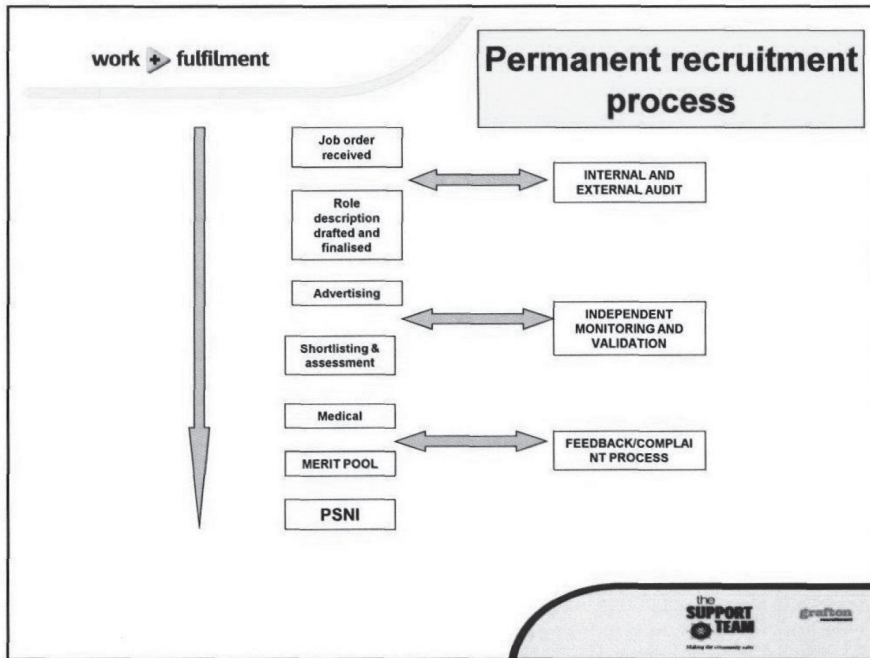 work fulfilment
Permanent recruitment
process
Job order
received
INTERNAL AND
EXTERNAL AUDIT
Role
description
drafted and
finalised
Advertising
INDEPENDENT
MONITORING AND
VALIDATION
Shortlisting &
assessment
Medical
FEEDBACK/COMPLAI
NT PROCESS
MERIT POOL
PSNI
the
SUPPORT
TEAM
grafton